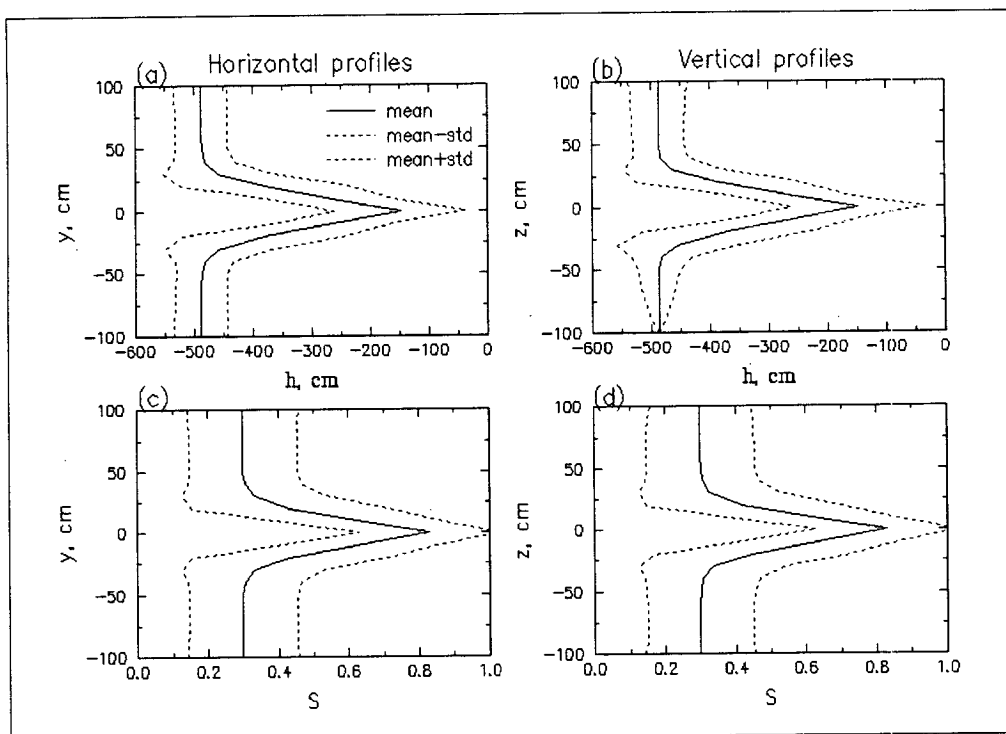 Horizontal profiles
Vertical profiles
(a)
(b)
100
50
0
-50
-100
y, cm
mean
mean-std
mean+std
-600 -500 -400 -300 -200 -100 0
h, cm
100
50
0
-50
-100
z, cm
-600 -500 -400 -300 -200 -100 0
h, cm
(c)
(d)
100
50
0
-50
-100
y, cm
0.0 0.2 0.4 0.6 0.8 1.0
S
100
50
0
-50
-100
z, cm
0.0 0.2 0.4 0.6 0.8 1.0
S